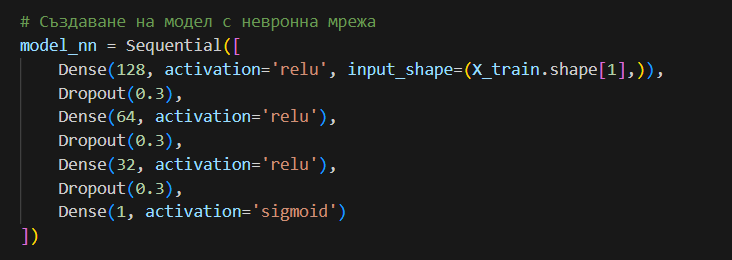 # Създаване на модел с невронна мрежа
model_nn = Sequential([
    Dense(128, activation='relu', input_shape=(X_train.shape[1],)),
    Dropout(0.3),
    Dense(64, activation='relu'),
    Dropout(0.3),
    Dense(32, activation='relu'),
    Dropout(0.3),
    Dense(1, activation='sigmoid')
])